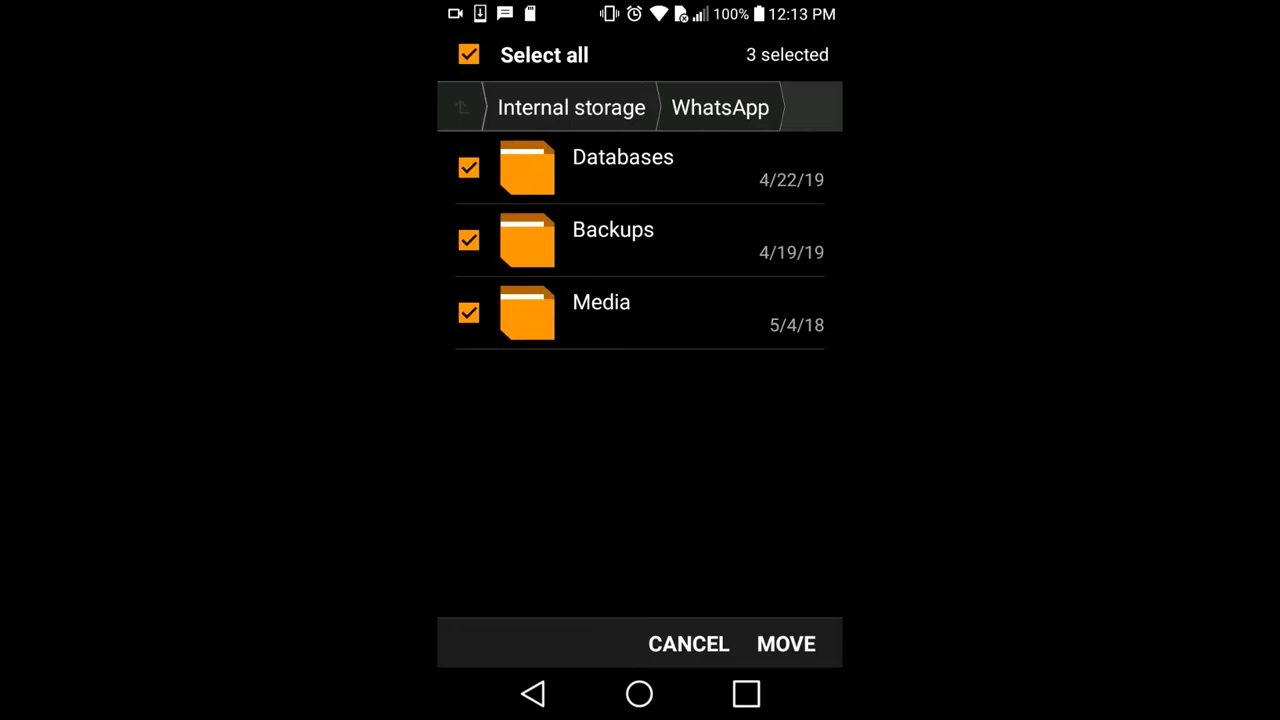 100% 12:13 PM
Select all 3 selected
Internal storage WhatsApp
Databases
4/22/19
Backups
4/19/19
Media
5/4/18
CANCEL MOVE